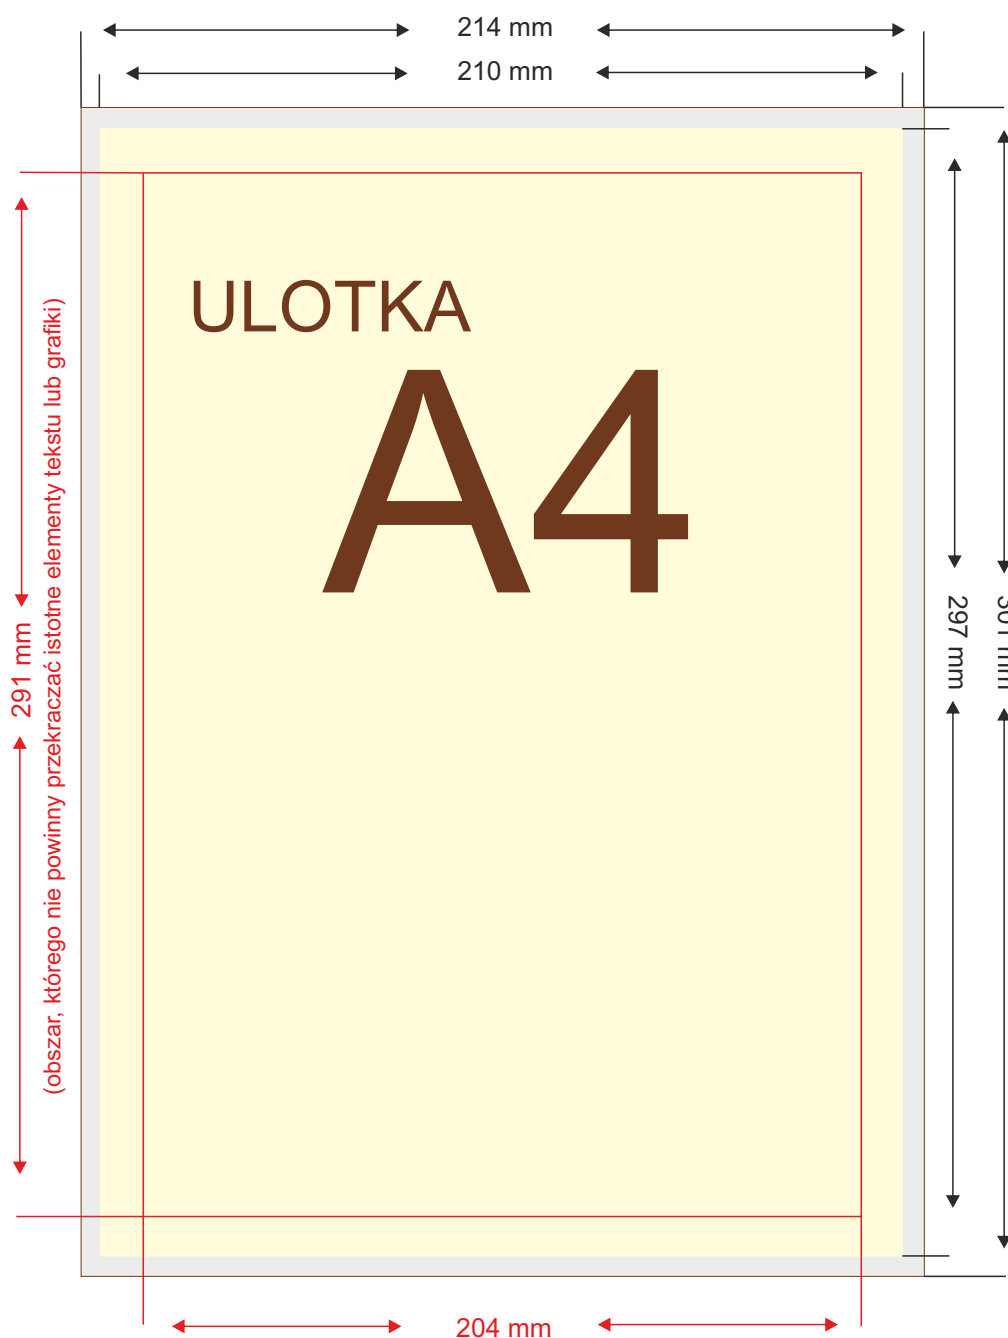 214 mm
210 mm
ULOTKA
A4
291 mm
(obszar, którego nie powinny przekraczać istotne elementy tekstu lub grafiki)
297 mm
mm
204 mm